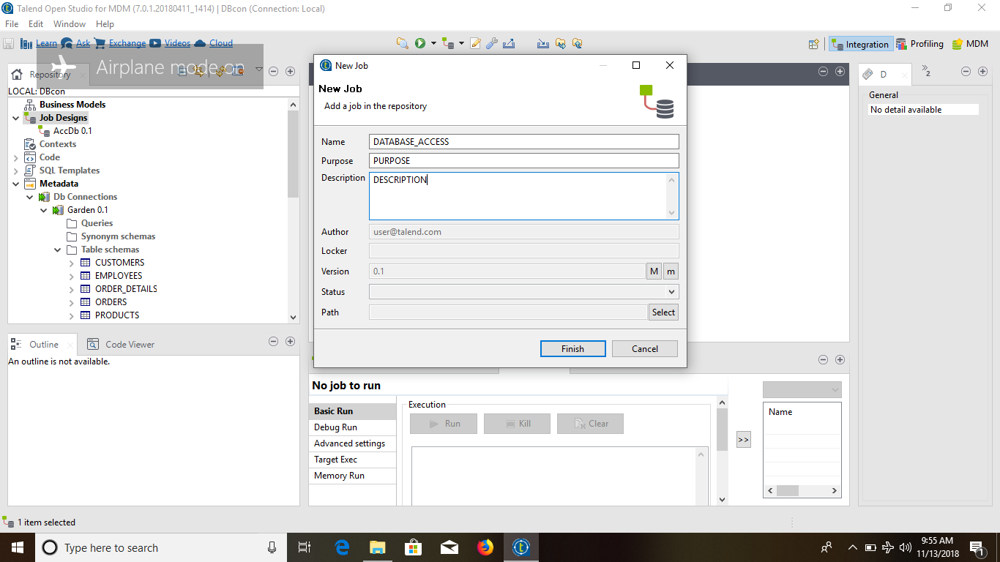 Talend Open Studio for MDM (7.0.1.20180411_1414) | DBcon (Connection: Local)
File Edit Window Help
Learn Ask Exchange Videos Cloud
Integration Profiling MDM
Airplane mode on
Repository
LOCAL: DBcon
Business Models
Job Designs
AccDb 0.1
Contexts
Code
SQL Templates
Metadata
Db Connections
Garden 0.1
Queries
Synonym schemas
Table schemas
CUSTOMERS
EMPLOYEES
ORDER_DETAILS
ORDERS
PRODUCTS
Outline Code Viewer
An outline is not available.
New Job
New Job
Add a job in the repository
Name DATABASE_ACCESS
Purpose PURPOSE
Description DESCRIPTION
Author user@talend.com
Locker
Version 0.1 M m
Status
Path Select
Finish Cancel
D
2
General
No detail available
No job to run
Basic Run
Debug Run
Advanced settings
Target Exec
Memory Run
Execution
Run Kill Clear
>>
Name
1 item selected
Type here to search
9:55 AM
11/13/2018
1